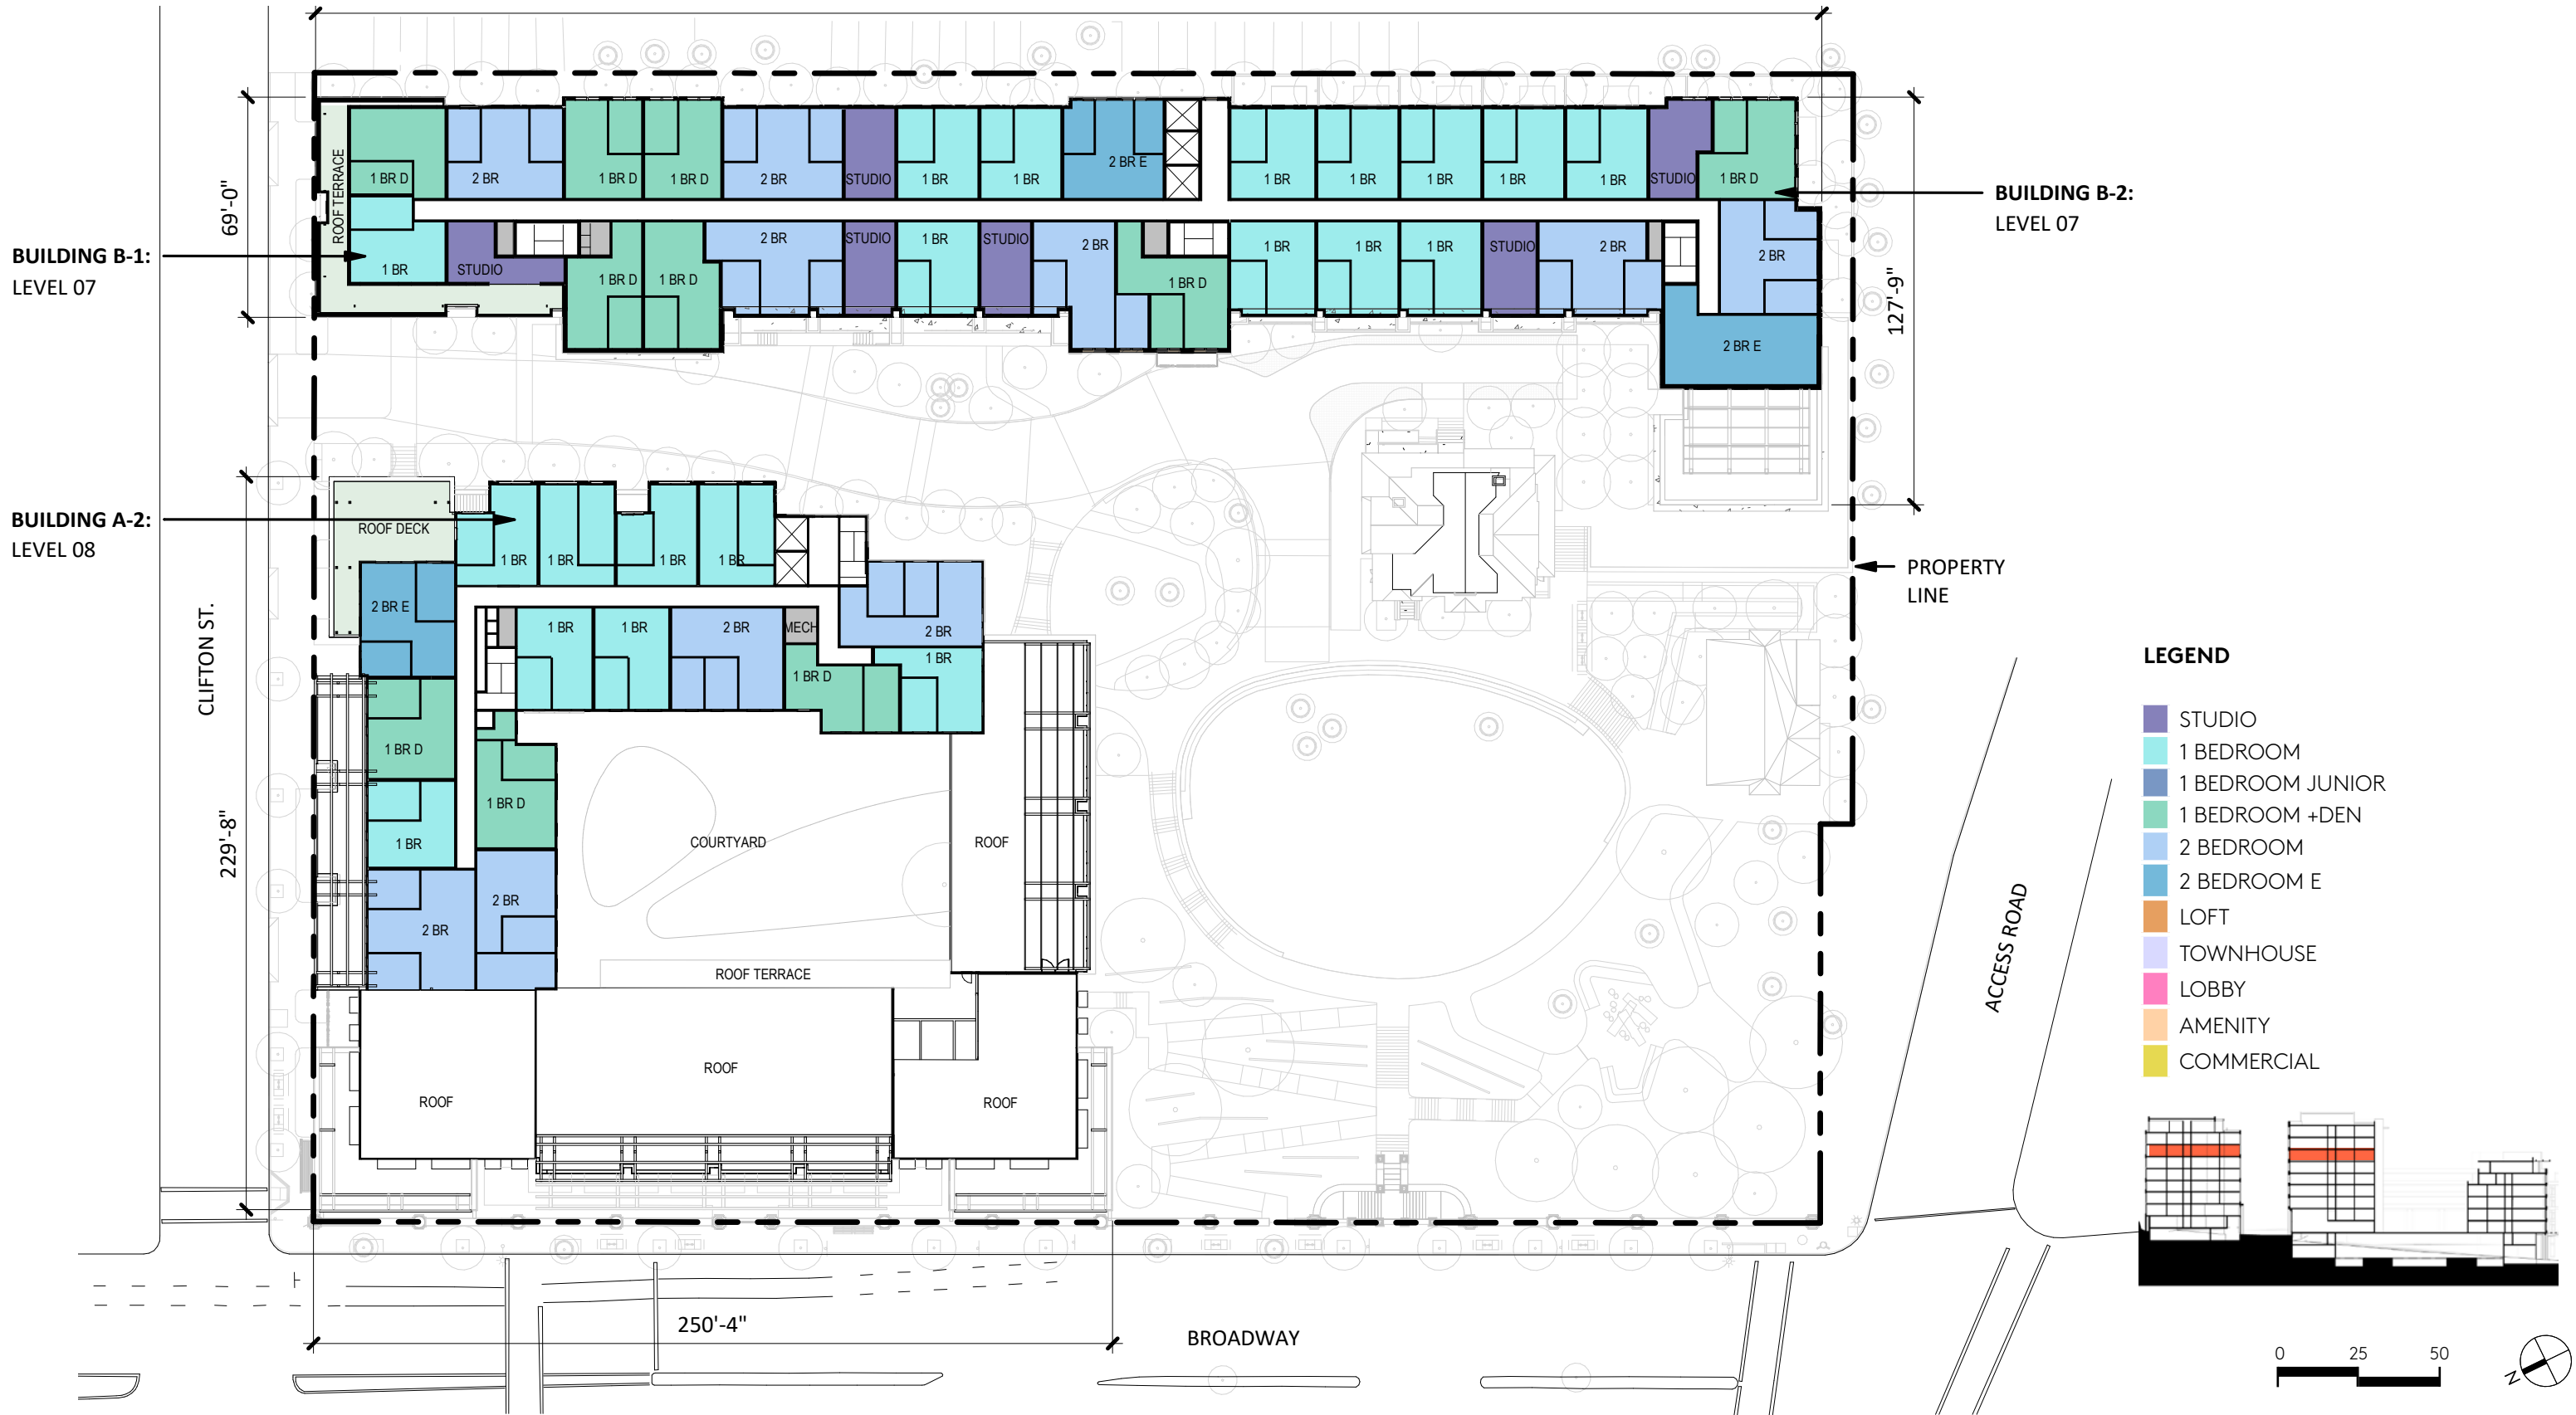 69'-0"
ROOF TERRACE
1 BR D
2 BR
1 BR D
1 BR D
2 BR
STUDIO
1 BR
1 BR
2 BR E
1 BR
1 BR
1 BR
1 BR
1 BR
STUDIO
1 BR D
BUILDING B-2:
LEVEL 07
BUILDING B-1:
LEVEL 07
1 BR
STUDIO
1 BR D
1 BR D
2 BR
STUDIO
1 BR
STUDIO
2 BR
1 BR D
1 BR
1 BR
1 BR
STUDIO
2 BR
2 BR
2 BR E
127'-9"
BUILDING A-2:
LEVEL 08
ROOF DECK
1 BR
1 BR
1 BR
1 BR
PROPERTY
LINE
CLIFTON ST.
2 BR E
1 BR
1 BR
2 BR
MECH
2 BR
1 BR
1 BR D
1 BR D
1 BR D
1 BR
2 BR
2 BR
229'-8"
COURTYARD
ROOF
ROOF TERRACE
ROOF
ROOF
ROOF
250'-4"
BROADWAY
ACCESS ROAD
LEGEND
STUDIO
1 BEDROOM
1 BEDROOM JUNIOR
1 BEDROOM +DEN
2 BEDROOM
2 BEDROOM E
LOFT
TOWNHOUSE
LOBBY
AMENITY
COMMERCIAL
0 25 50
N